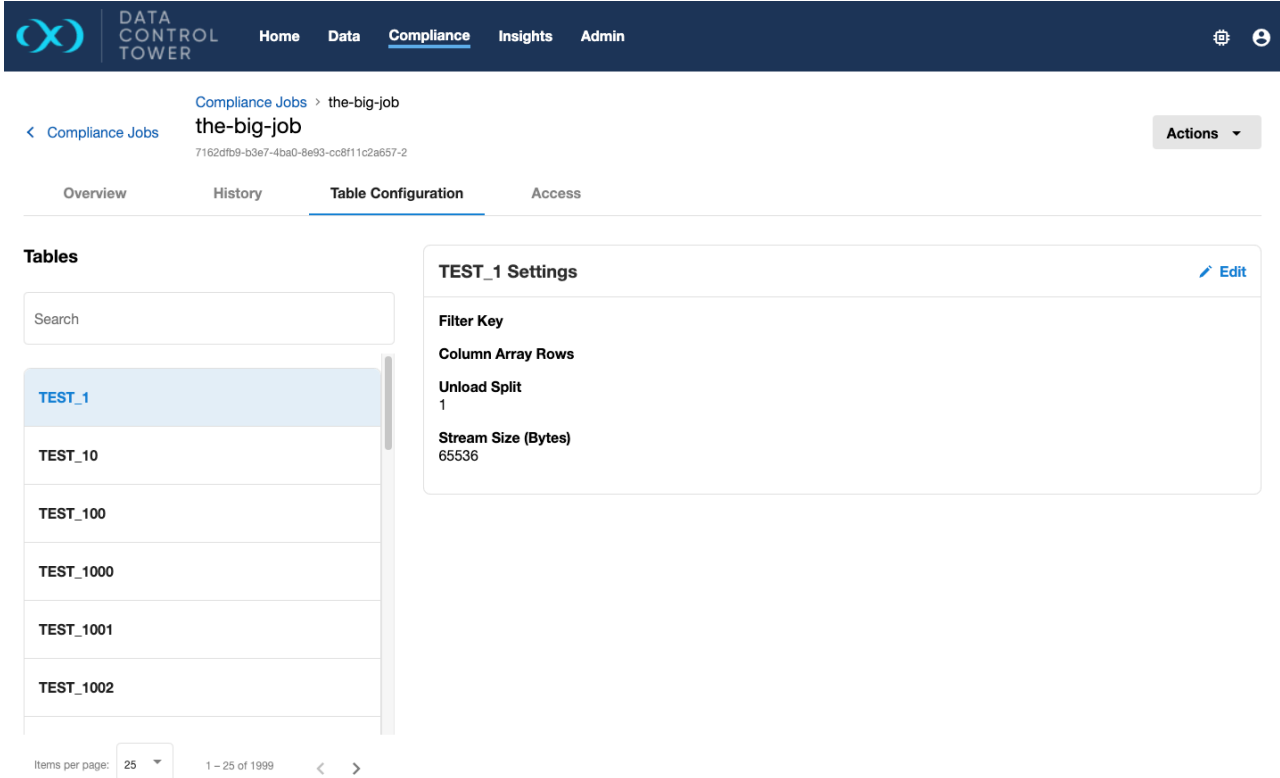 DATA
CONTROL
TOWER
Home Data Compliance Insights Admin
Compliance Jobs > the-big-job
< Compliance Jobs
the-big-job
7162dfb9-b3e7-4ba0-8e93-cc8f11c2a657-2
Actions
Overview History Table Configuration Access
Tables
Search
TEST_1
TEST_10
TEST_100
TEST_1000
TEST_1001
TEST_1002
Items per page: 25 1 – 25 of 1999 < >
TEST_1 Settings
Edit
Filter Key
Column Array Rows
Unload Split
1
Stream Size (Bytes)
65536